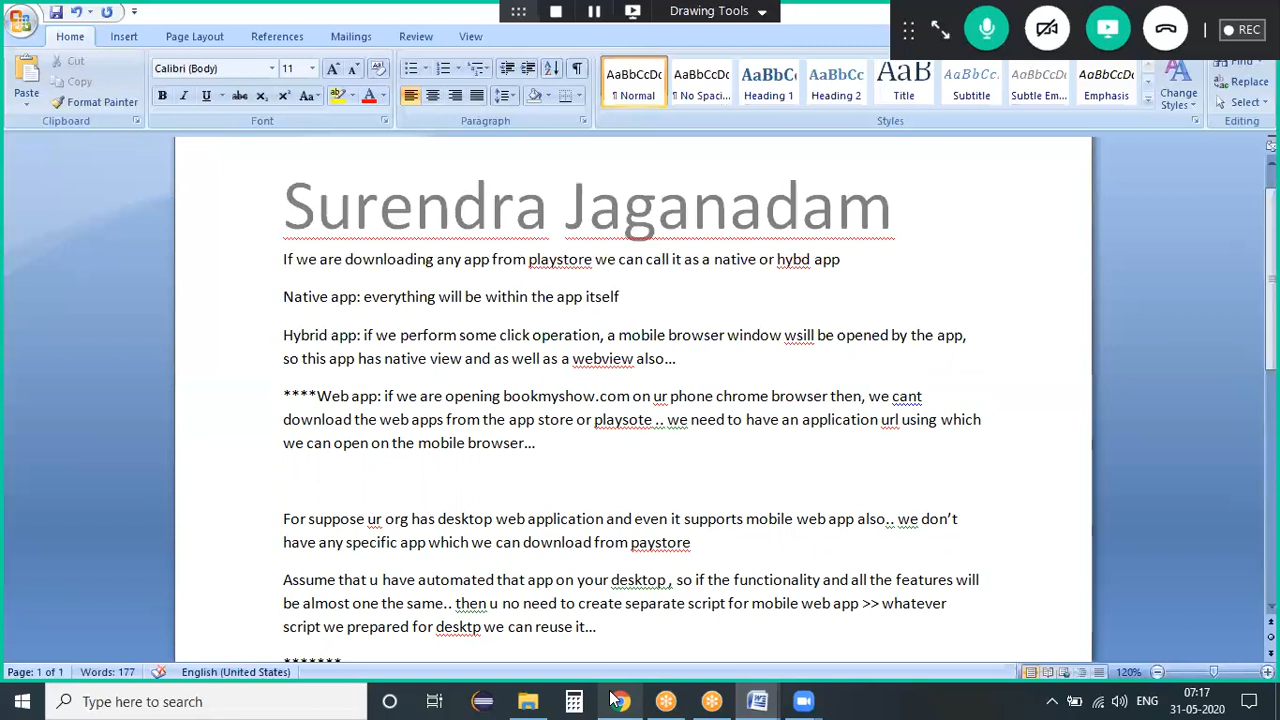 Drawing Tools
REC
Home Insert Page Layout References Mailings Review View
Paste
Cut
Copy
Format Painter
Clipboard
Calibri (Body) 11
Font
Paragraph
AaBbCcDc AaBbCcDc AaBbCc AaBbCc AaB AaBbCc. AaBbCcDc AaBbCcDc
¶ Normal ¶ No Spaci... Heading 1 Heading 2 Title Subtitle Subtle Em... Emphasis
Change
Styles
Styles
Find
Replace
Select
Editing
Surendra Jaganadam
If we are downloading any app from playstore we can call it as a native or hybd app
Native app: everything will be within the app itself
Hybrid app: if we perform some click operation, a mobile browser window wsill be opened by the app,
so this app has native view and as well as a webview also...
****Web app: if we are opening bookmyshow.com on ur phone chrome browser then, we cant
download the web apps from the app store or playsote .. we need to have an application url using which
we can open on the mobile browser...
For suppose ur org has desktop web application and even it supports mobile web app also.. we don't
have any specific app which we can download from paystore
Assume that u have automated that app on your desktop , so if the functionality and all the features will
be almost one the same.. then u no need to create separate script for mobile web app >> whatever
script we prepared for desktp we can reuse it...
*******
Page: 1 of 1 Words: 177 English (United States) 120%
Type here to search
ENG
07:17
31-05-2020